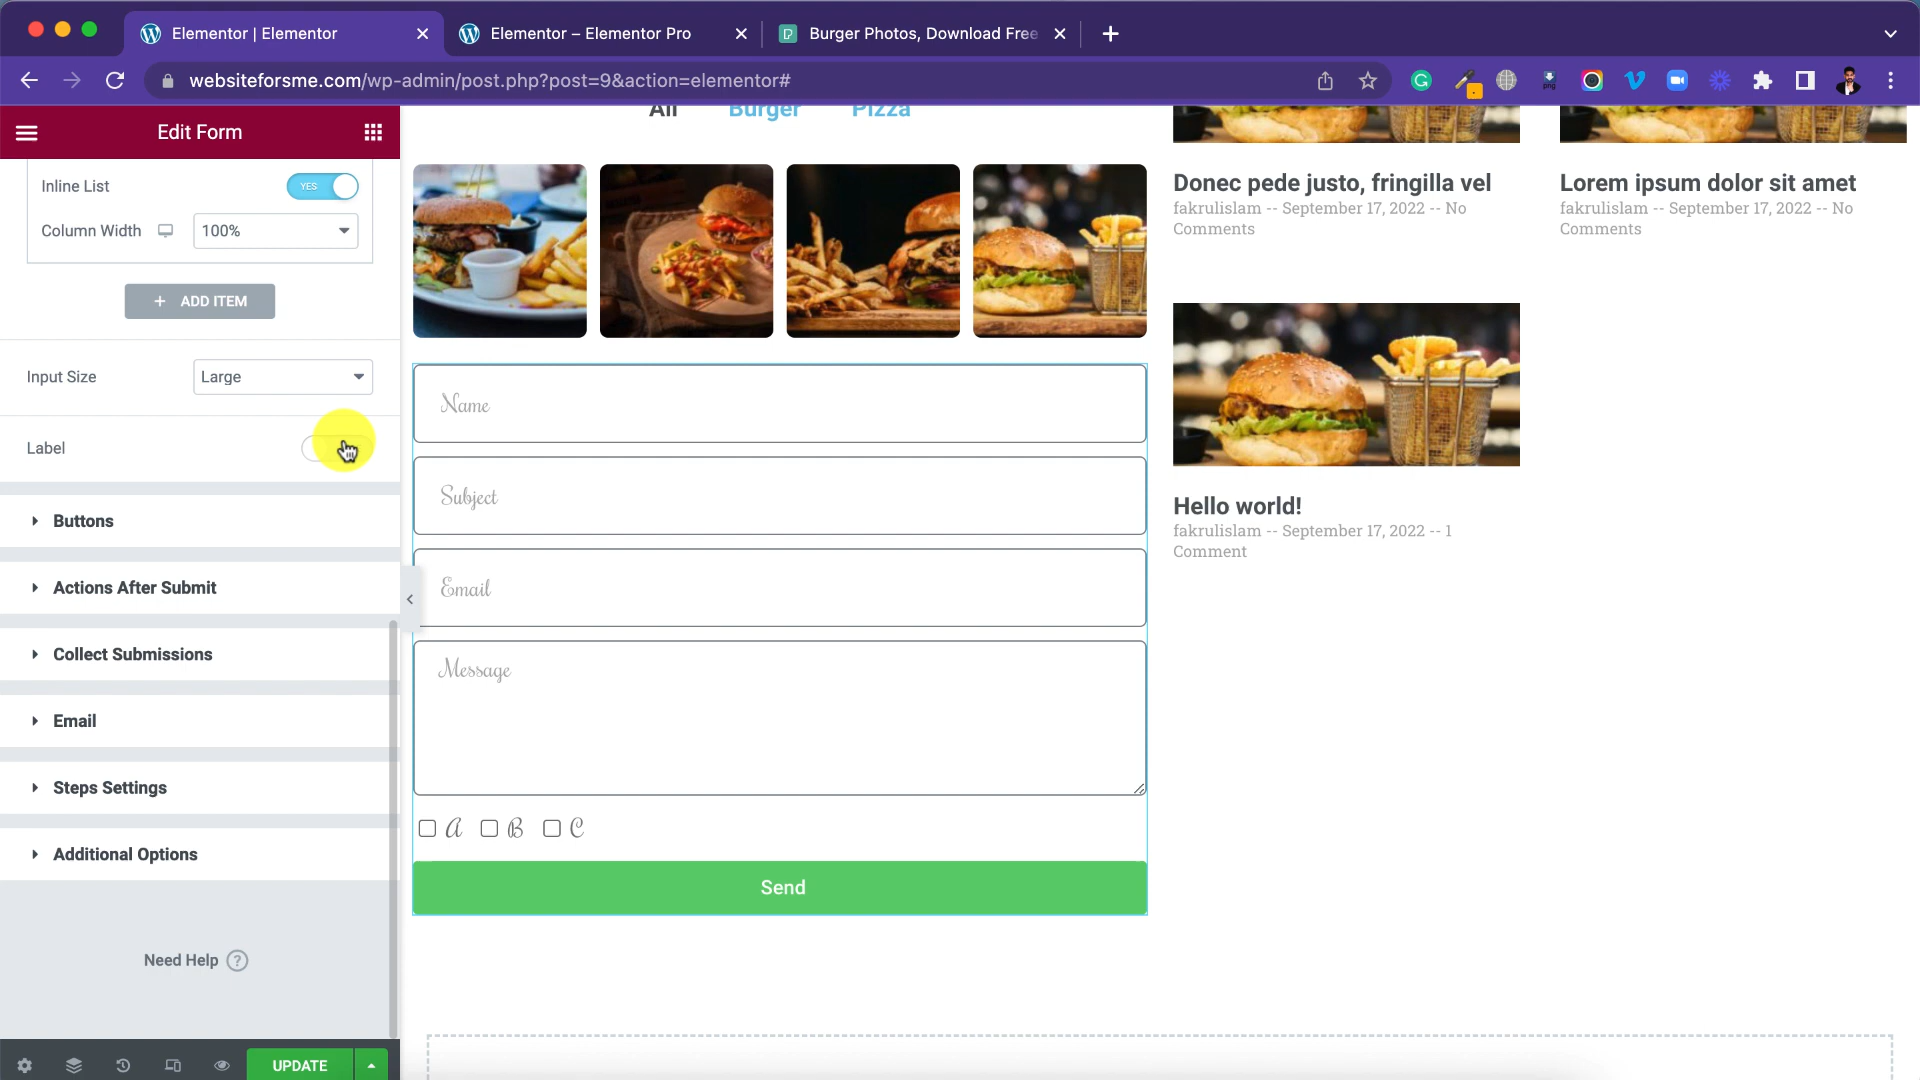 Elementor | Elementor
Elementor – Elementor Pro
Burger Photos, Download Free
websiteforsme.com/wp-admin/post.php?post=9&action=elementor#
Edit Form
Inline List
YES
Column Width
100%
+ ADD ITEM
Input Size
Large
Label
Buttons
Actions After Submit
Collect Submissions
Email
Steps Settings
Additional Options
Need Help ?
UPDATE
All
Burger
Pizza
Name
Subject
Email
Message
A
B
C
Send
Donec pede justo, fringilla vel
fakrulislam -- September 17, 2022 -- No
Comments
Lorem ipsum dolor sit amet
fakrulislam -- September 17, 2022 -- No
Comments
Hello world!
fakrulislam -- September 17, 2022 -- 1
Comment